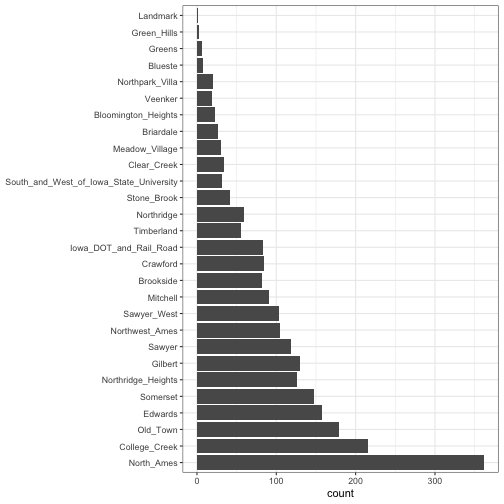 Landmark
Green_Hills
Greens
Blueste
Northpark_Villa
Veenker
Bloomington_Heights
Briardale
Meadow_Village
Clear_Creek
South_and_West_of_Iowa_State_University
Stone_Brook
Northridge
Timberland
Iowa_DOT_and_Rail_Road
Crawford
Brookside
Mitchell
Sawyer_West
Northwest_Ames
Sawyer
Gilbert
Northridge_Heights
Somerset
Edwards
Old_Town
College_Creek
North_Ames
0 100 200 300
count